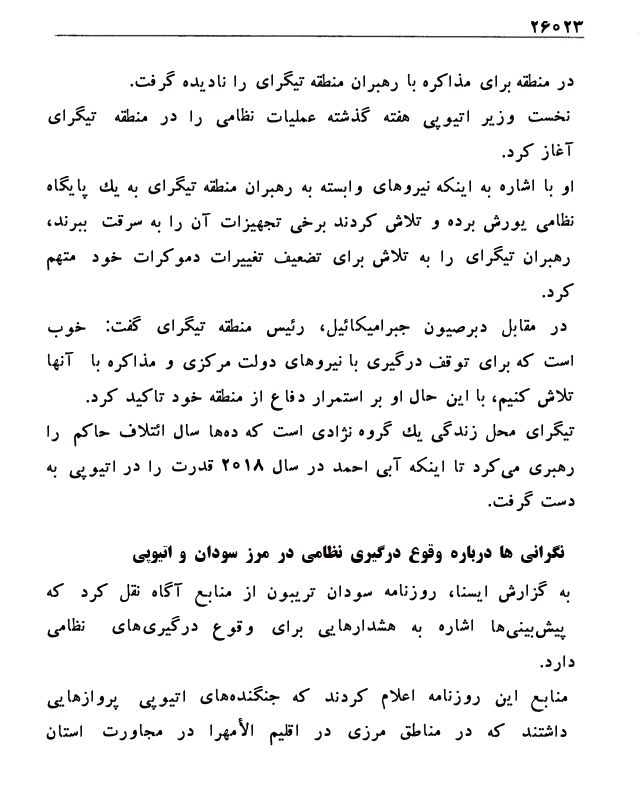 ۲۶۰۲۳
در منطقه برای مذاکره با رهبران منطقه تیگرای را نادیده گرفت.
نخست وزیر اتیوپی هفته گذشته عملیات نظامی را در منطقه تیگرای
آغاز کرد.
او با اشاره به اینکه نیروهای وابسته به رهبران منطقه تیگرای به یك پایگاه
نظامی یورش برده و تلاش کردند برخی تجهیزات آن را به سرقت ببرند،
رهبران تیگرای را به تلاش برای تضعیف تغییرات دموکرات خود متهم
کرد.
در مقابل دبرصیون جبرامیکائیل، رئیس منطقه تیگرای گفت: خوب
است که برای توقف درگیری با نیروهای دولت مرکزی و مذاکره با آنها
تلاش کنیم، با این حال او بر استمرار دفاع از منطقه خود تاکید کرد.
تیگرای محل زندگی یك گروه نژادی است که ده‌ها سال ائتلاف حاکم را
رهبری می‌کرد تا اینکه آبی احمد در سال ۲۰۱۸ قدرت را در اتیوپی به
دست گرفت.
نگرانی ها درباره وقوع درگیری نظامی در مرز سودان و اتیوپی
به گزارش ایسنا، روزنامه سودان تریبون از منابع آگاه نقل کرد که
پیش‌بینی‌ها اشاره به هشدارهایی برای وقوع درگیری‌های نظامی
دارد.
منابع این روزنامه اعلام کردند که جنگنده‌های اتیوپی پروازهایی
داشتند که در مناطق مرزی در اقلیم الأمهرا در مجاورت استان